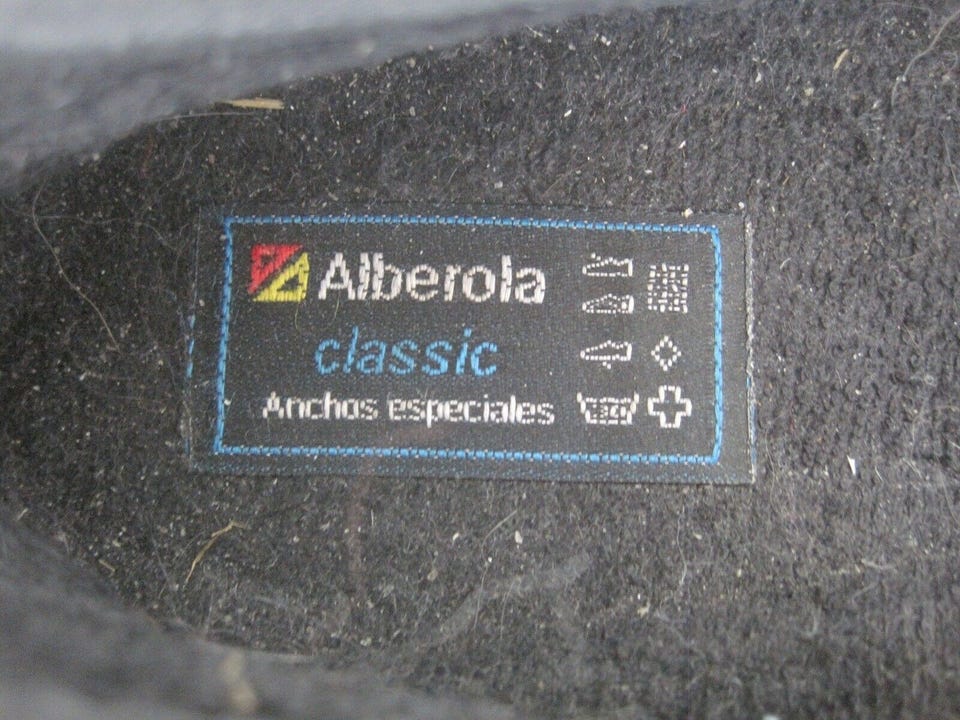 Alberola
classic
Anchos especiales